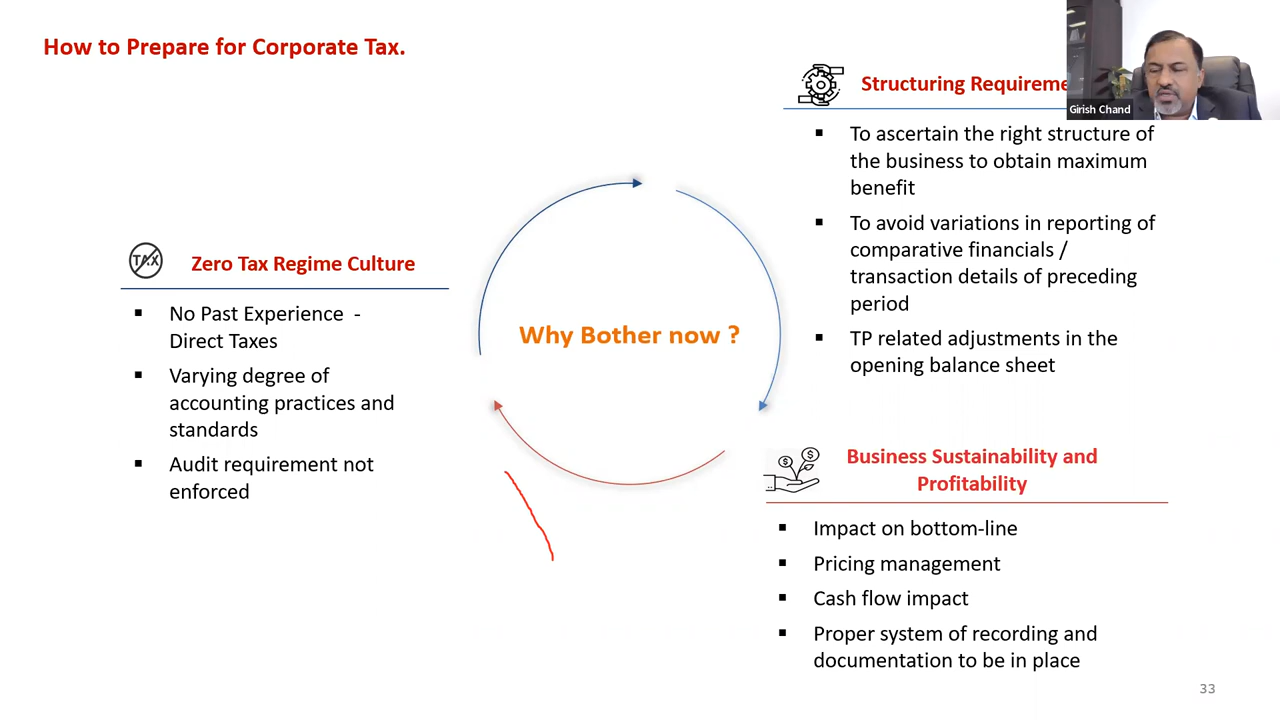 How to Prepare for Corporate Tax.
Girish Chand
Structuring
To ascertain the right structure of
the business to obtain maximum
benefit
To avoid variations in reporting of
comparative financials /
transaction details of preceding
period
TP related adjustments in the
opening balance sheet
TAX
Zero Tax Regime Culture
No Past Experience -
Direct Taxes
Varying degree of
accounting practices and
standards
Audit requirement not
enforced
Why Bother now ?
Business Sustainability and
Profitability
Impact on bottom-line
Pricing management
Cash flow impact
Proper system of recording and
documentation to be in place
33